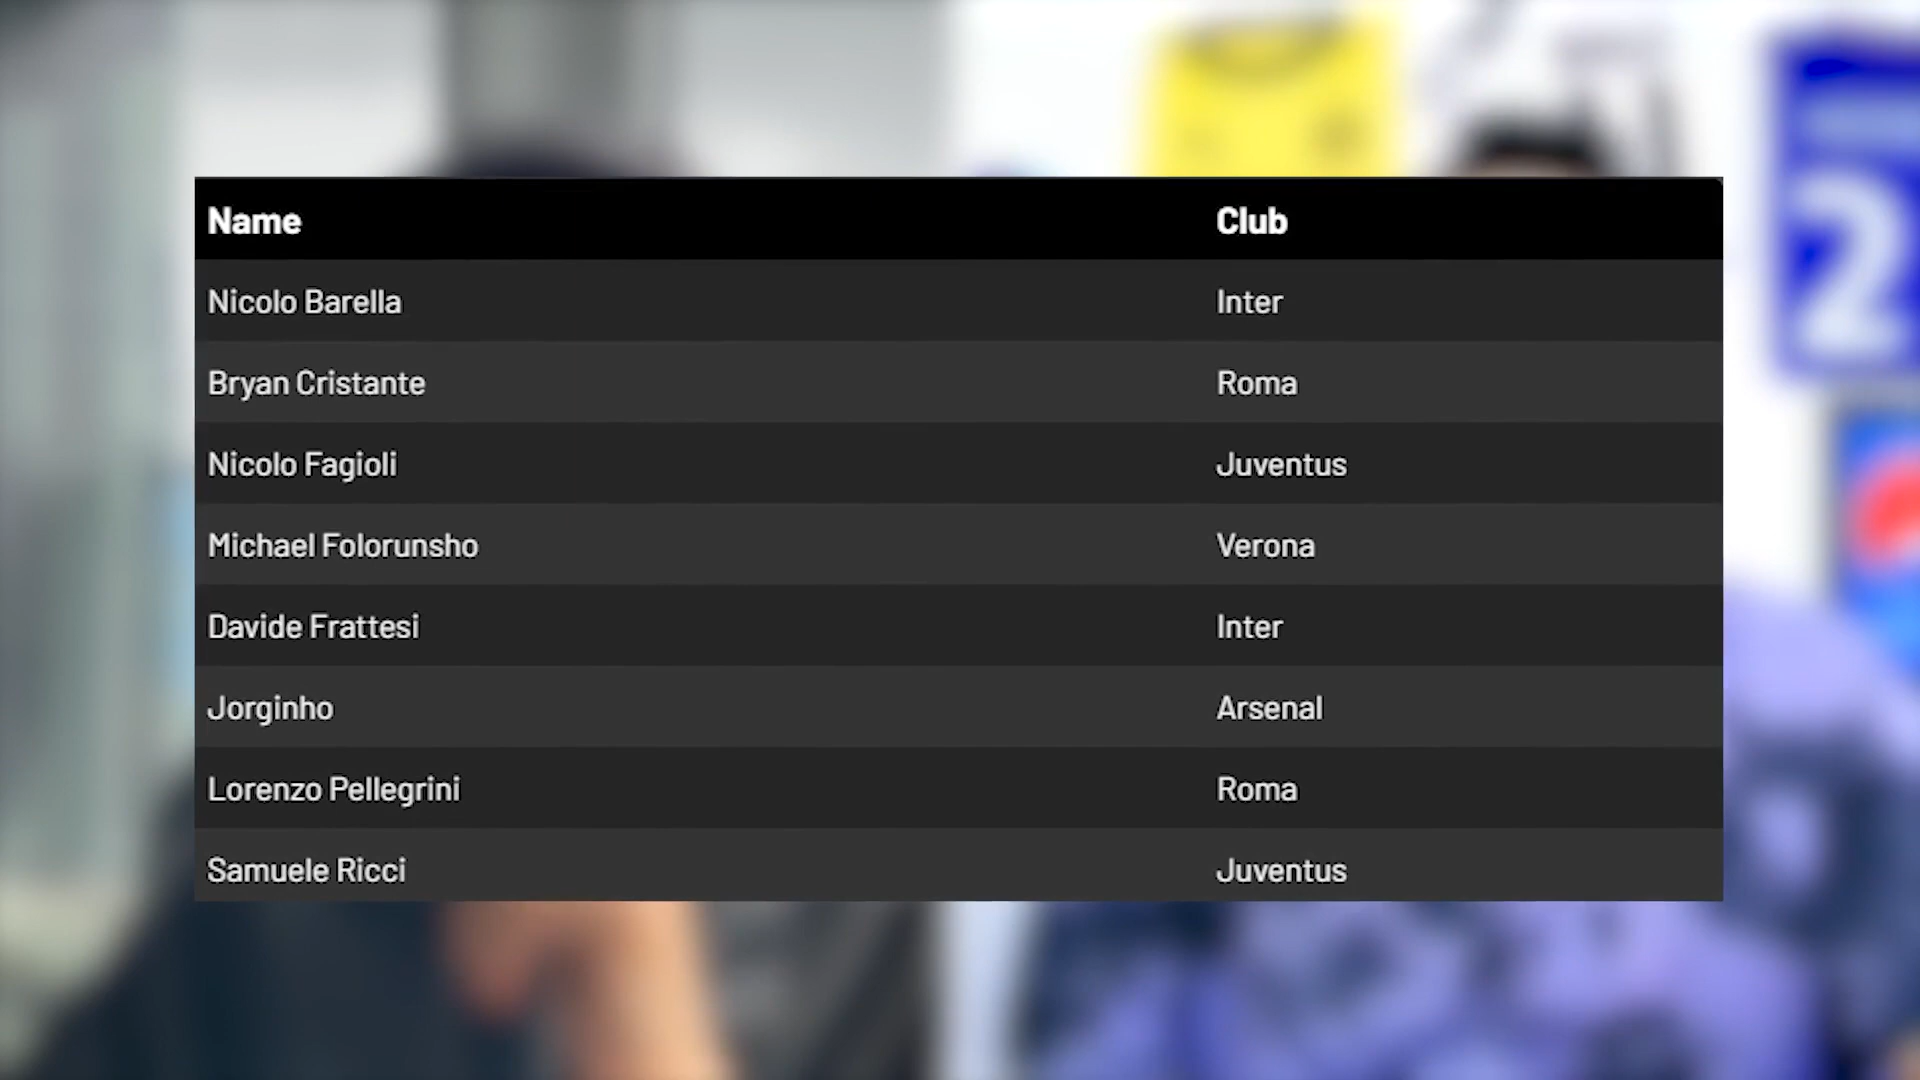 Name Club
Nicolo Barella Inter
Bryan Cristante Roma
Nicolo Fagioli Juventus
Michael Folorunsho Verona
Davide Frattesi Inter
Jorginho Arsenal
Lorenzo Pellegrini Roma
Samuele Ricci Juventus
2